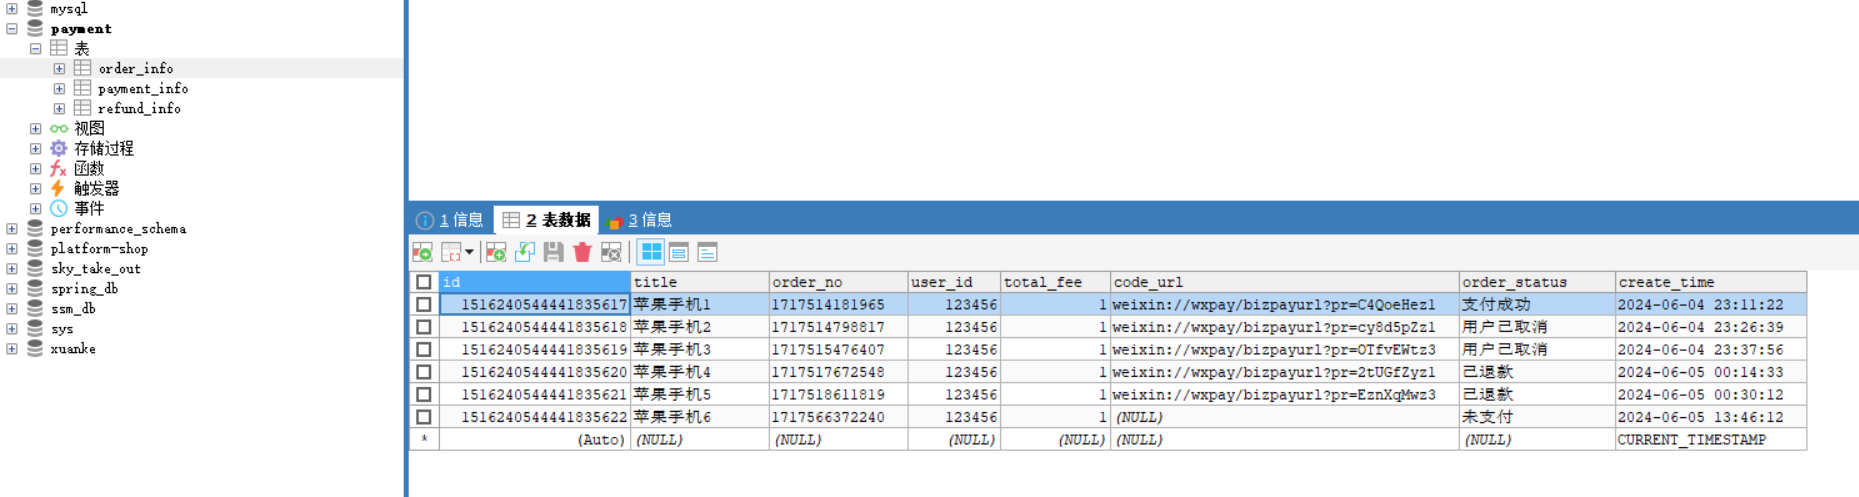 mysql
payment
表
order_info
payment_info
refund_info
视图
存储过程
函数
触发器
事件
performance_schema
platform-shop
sky_take_out
spring_db
ssm_db
sys
xuanke
1 信息 2 表数据 3 信息
id title order_no user_id total_fee code_url order_status create_time
1516240544441835617 苹果手机1 1717514181965 123456 1 weixin://wxpay/bizpayurl?pr=C4QoeHezl 支付成功 2024-06-04 23:11:22
1516240544441835618 苹果手机2 1717514798817 123456 1 weixin://wxpay/bizpayurl?pr=cy8d5pZzl 用户已取消 2024-06-04 23:26:39
1516240544441835619 苹果手机3 1717515476407 123456 1 weixin://wxpay/bizpayurl?pr=OTfvEWtz3 用户已取消 2024-06-04 23:37:56
1516240544441835620 苹果手机4 1717517672548 123456 1 weixin://wxpay/bizpayurl?pr=2tUGfZyzl 已退款 2024-06-05 00:14:33
1516240544441835621 苹果手机5 1717518611819 123456 1 weixin://wxpay/bizpayurl?pr=EznXqMwz3 已退款 2024-06-05 00:30:12
1516240544441835622 苹果手机6 1717566372240 123456 1 (NULL) 未支付 2024-06-05 13:46:12
* (Auto) (NULL) (NULL) (NULL) (NULL) (NULL) (NULL) CURRENT_TIMESTAMP